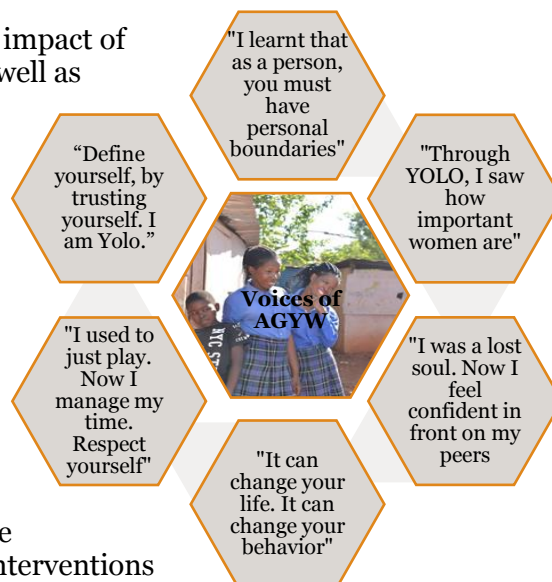 impact of
well as
"I learnt that
as a person,
you must
have
personal
boundaries"
"Through
YOLO, I saw
how
important
women are"
"I was a lost
soul. Now I
feel
confident in
front on my
peers
"It can
change your
life. It can
change your
behavior"
"I used to
just play.
Now I
manage my
time.
Respect
yourself"
“Define
yourself, by
trusting
yourself. I
am Yolo.”
Voices of
AGYW
e
nterventions